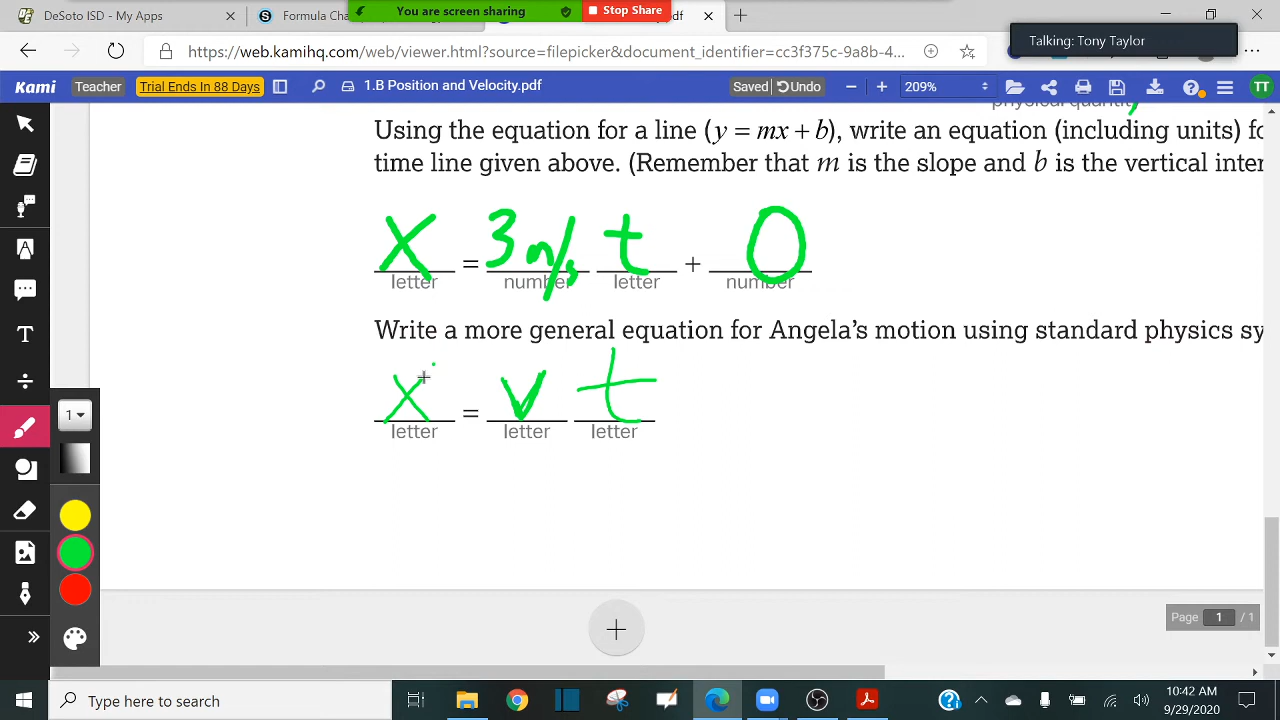 DeSoto ISD - My App
Formula Cha
You are screen sharing
Stop Share
pdf
https://web.kamihq.com/web/viewer.html?source=filepicker&document_identifier=cc3f375c-9a8b-4...
Talking: Tony Taylor
Kami Teacher Trial Ends In 88 Days 1.B Position and Velocity.pdf Saved Undo 209% TT
physical quantity
Using the equation for a line (y = mx + b), write an equation (including units) fo
time line given above. (Remember that m is the slope and b is the vertical inter
x = 3 m/s t + 0
letter number letter number
Write a more general equation for Angela's motion using standard physics sy
x = v t
letter letter letter
1
Page 1 / 1
Type here to search
10:42 AM
9/29/2020